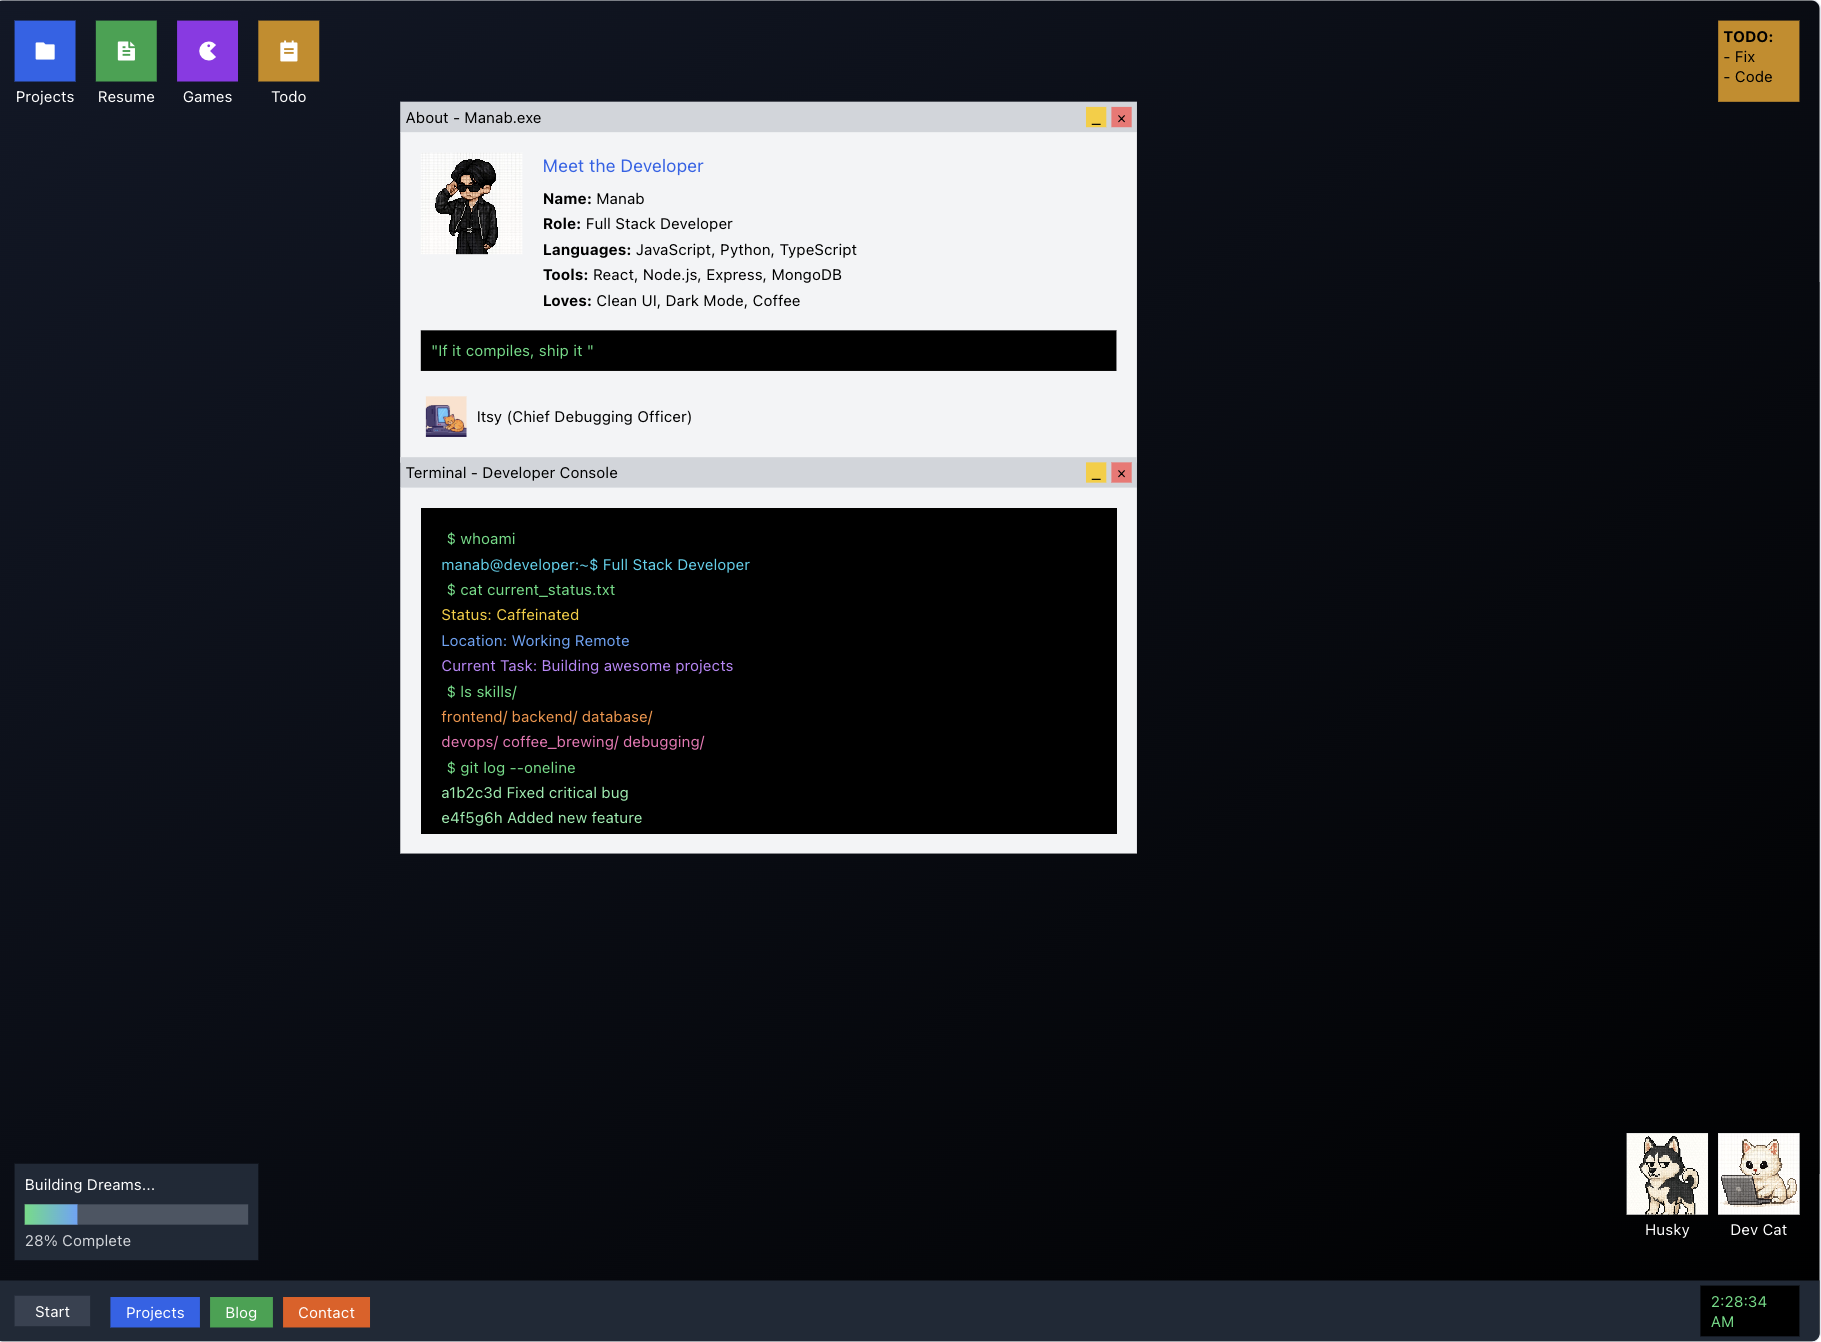 Projects
Resume
Games
Todo
TODO:
- Fix
- Code
About - Manab.exe
_
×
Meet the Developer
Name: Manab
Role: Full Stack Developer
Languages: JavaScript, Python, TypeScript
Tools: React, Node.js, Express, MongoDB
Loves: Clean UI, Dark Mode, Coffee
"If it compiles, ship it "
Itsy (Chief Debugging Officer)
Terminal - Developer Console
_
×
$ whoami
manab@developer:~$ Full Stack Developer
$ cat current_status.txt
Status: Caffeinated
Location: Working Remote
Current Task: Building awesome projects
$ ls skills/
frontend/ backend/ database/
devops/ coffee_brewing/ debugging/
$ git log --oneline
a1b2c3d Fixed critical bug
e4f5g6h Added new feature
Building Dreams...
28% Complete
Husky
Dev Cat
Start
Projects
Blog
Contact
2:28:34
AM